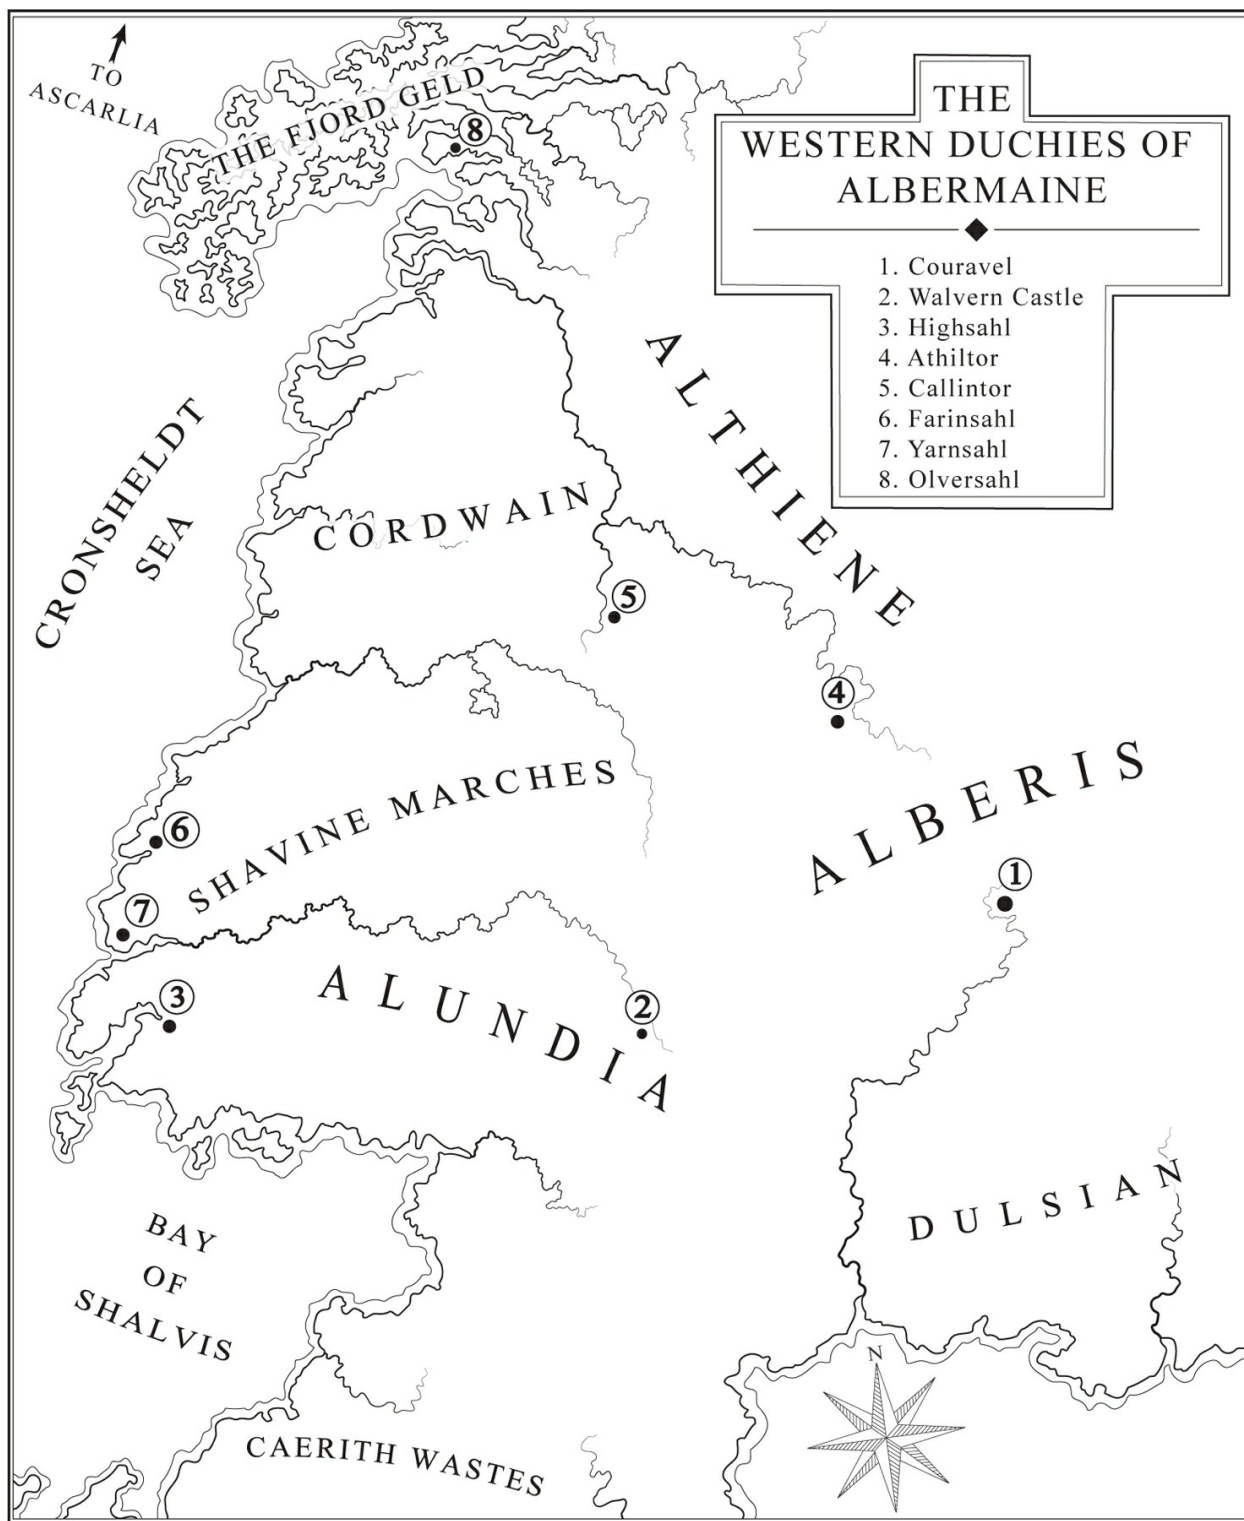 TO
ASCARLIA
THE FJORD GELD
8
THE
WESTERN DUCHIES OF
ALBERMAINE
1. Couravel
2. Walvern Castle
3. Highsahl
4. Athiltor
5. Callintor
6. Farinsahl
7. Yarnsahl
8. Olversahl
ALTHIENE
CRONSHELDT
SEA
CORDWAIN
5
4
ALBERIS
SHAVINE MARCHES
6
1
7
ALUNDIA
3
2
DULSIAN
BAY
OF
SHALVIS
N
CAERITH WASTES